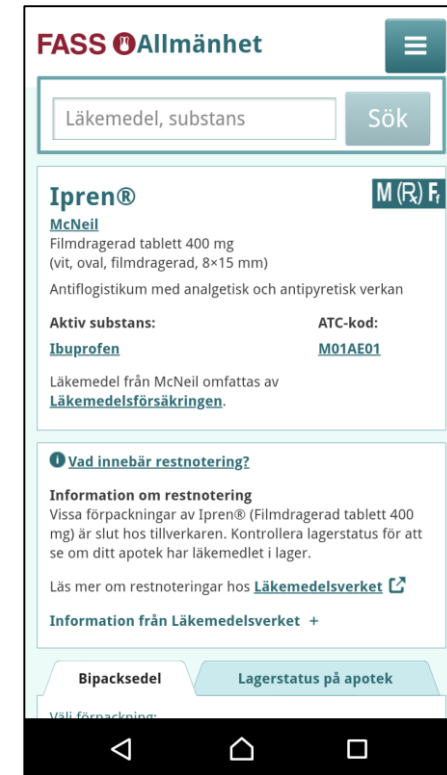 FASS Allmänhet
Läkemedel, substans
Sök
Ipren®
M (Rx) Ff
McNeil
Filmdragerad tablett 400 mg
(vit, oval, filmdragerad, 8×15 mm)
Antiflogistikum med analgetisk och antipyretisk verkan
Aktiv substans: ATC-kod:
Ibuprofen M01AE01
Läkemedel från McNeil omfattas av
Läkemedelsförsäkringen.
Vad innebär restnotering?
Information om restnotering
Vissa förpackningar av Ipren® (Filmdragerad tablett 400
mg) är slut hos tillverkaren. Kontrollera lagerstatus för att
se om ditt apotek har läkemedlet i lager.
Läs mer om restnoteringar hos Läkemedelsverket
Information från Läkemedelsverket +
Bipacksedel Lagerstatus på apotek
Välj förpackning: